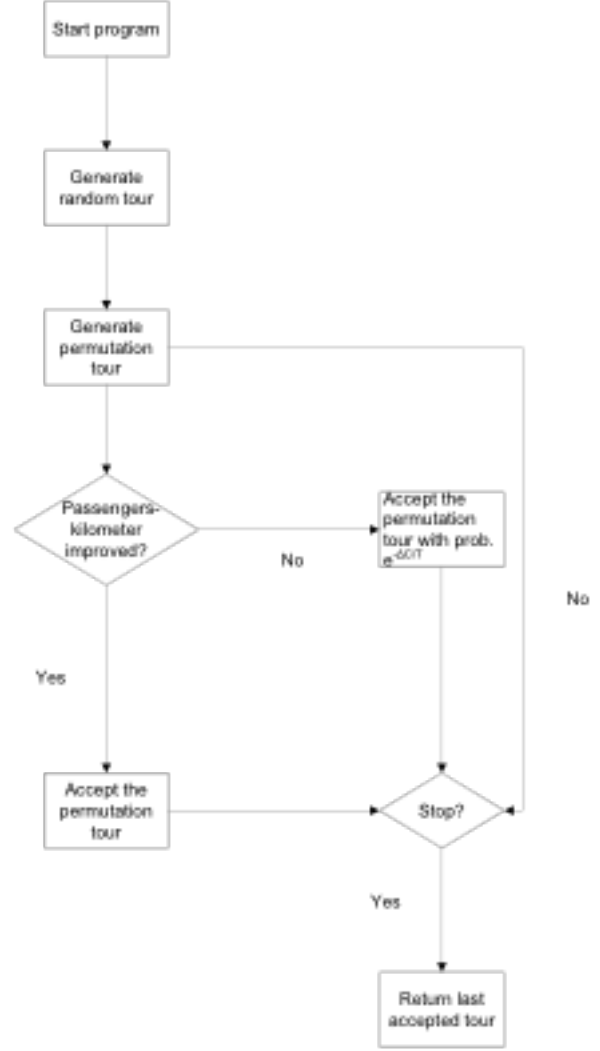 Start program
Generate
random tour
Generate
permutation
tour
Passengers-
kilometer
improved?
No
Accept the
permutation
tour with prob.
e^-ΔC/T
No
Yes
Accept the
permutation
tour
Stop?
Yes
Return last
accepted tour